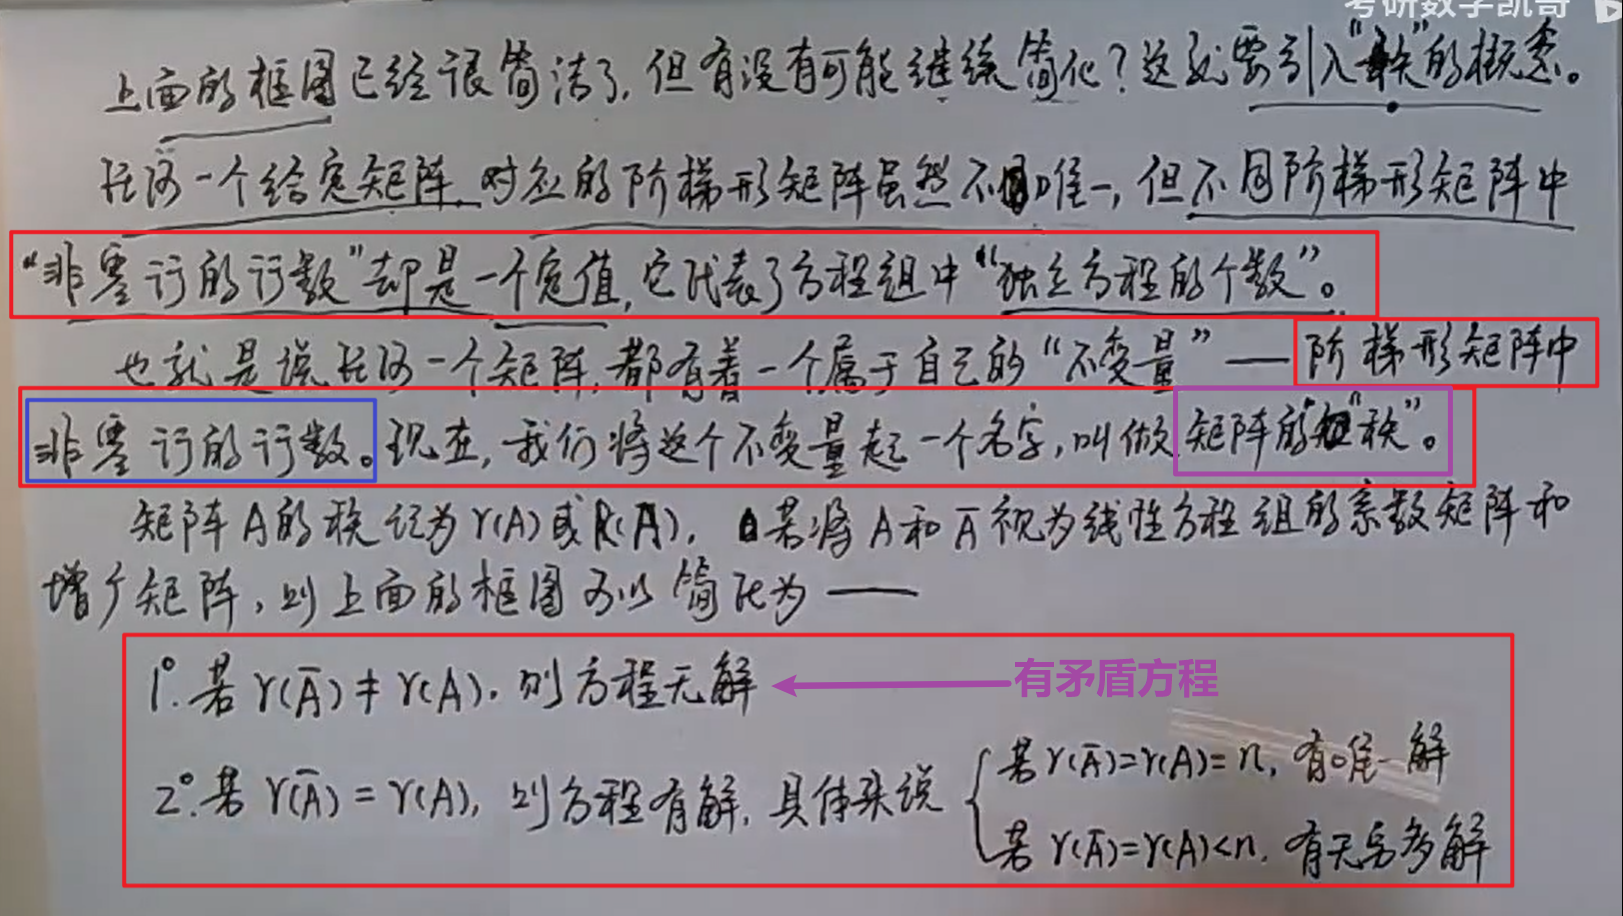 考研数学凯哥
上面的框图已经很简洁了,但有没有可能继续简化?这就要引入“秩”的概念。
任何一个给定矩阵,对应的阶梯形矩阵虽然不唯一,但不同阶梯形矩阵中
“非零行的行数”却是一个定值,它代表了方程组中“独立方程的个数”。
也就是说任何一个矩阵,都有着一个属于自己的“不变量”——阶梯形矩阵中
非零行的行数。现在,我们将这个不变量起一个名字,叫做矩阵的“秩”。
矩阵A的秩记为r(A)或R(A),若将A和Ā视为线性方程组的系数矩阵和
增广矩阵,则上面的框图可以简化为——
1°.若r(Ā)≠r(A).则方程无解
有矛盾方程
2°.若r(Ā)=r(A),则方程有解,具体来说
若r(Ā)=r(A)=n,有唯一解
若r(Ā)=r(A)<n,有无穷多解